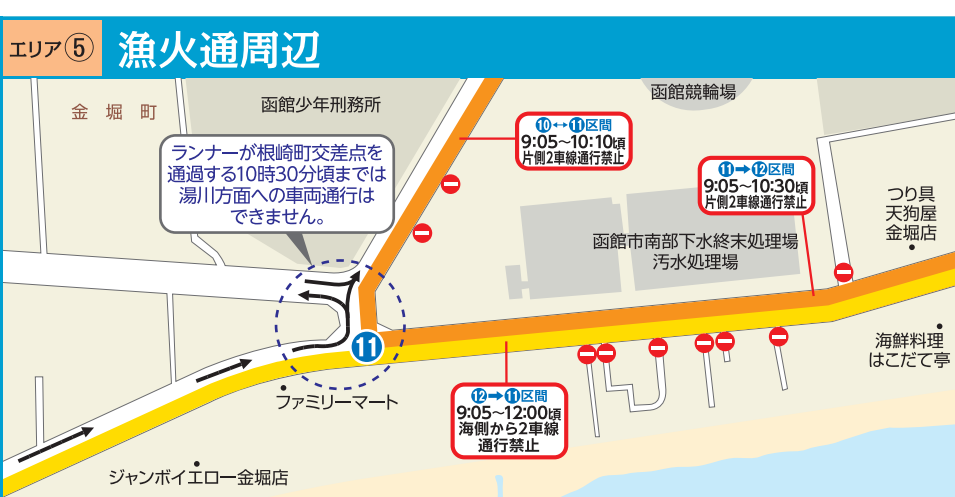 エリア⑤ 漁火通周辺
金堀町
函館少年刑務所
函館競輪場
ランナーが根崎町交差点を
通過する10時30分頃までは
湯川方面への車両通行は
できません。
⑩↔⑪区間
9:05~10:10頃
片側2車線通行禁止
⑪➡⑫区間
9:05~10:30頃
片側2車線通行禁止
つり具
天狗屋
金堀店
函館市南部下水終末処理場
汚水処理場
⑪
海鮮料理
はこだて亭
ファミリーマート
⑫➡⑪区間
9:05~12:00頃
海側から2車線
通行禁止
ジャンボイエロー金堀店